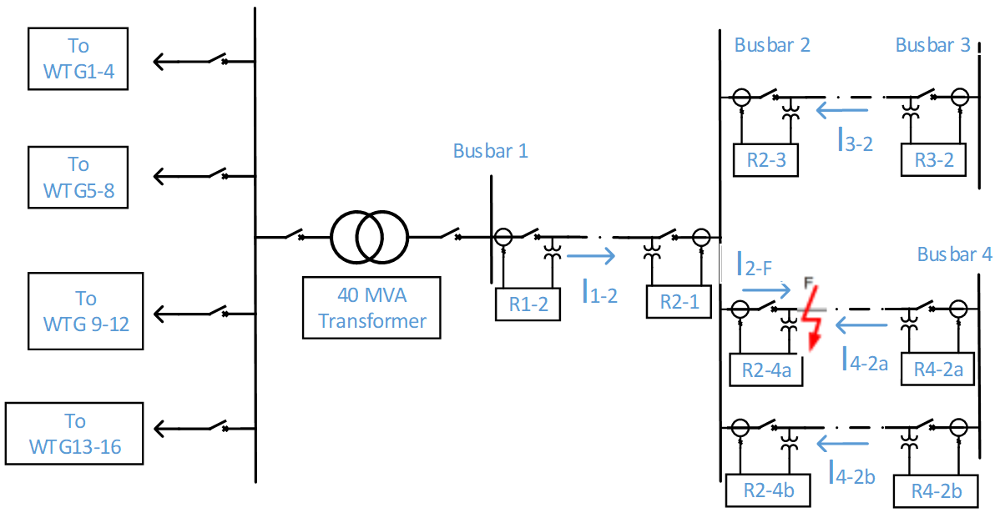 To
WTG1-4
To
WTG5-8
To
WTG 9-12
To
WTG13-16
40 MVA
Transformer
Busbar 1
R1-2
I1-2
R2-1
Busbar 2
Busbar 3
R2-3
I3-2
R3-2
Busbar 4
I2-F
F
R2-4a
I4-2a
R4-2a
R2-4b
I4-2b
R4-2b